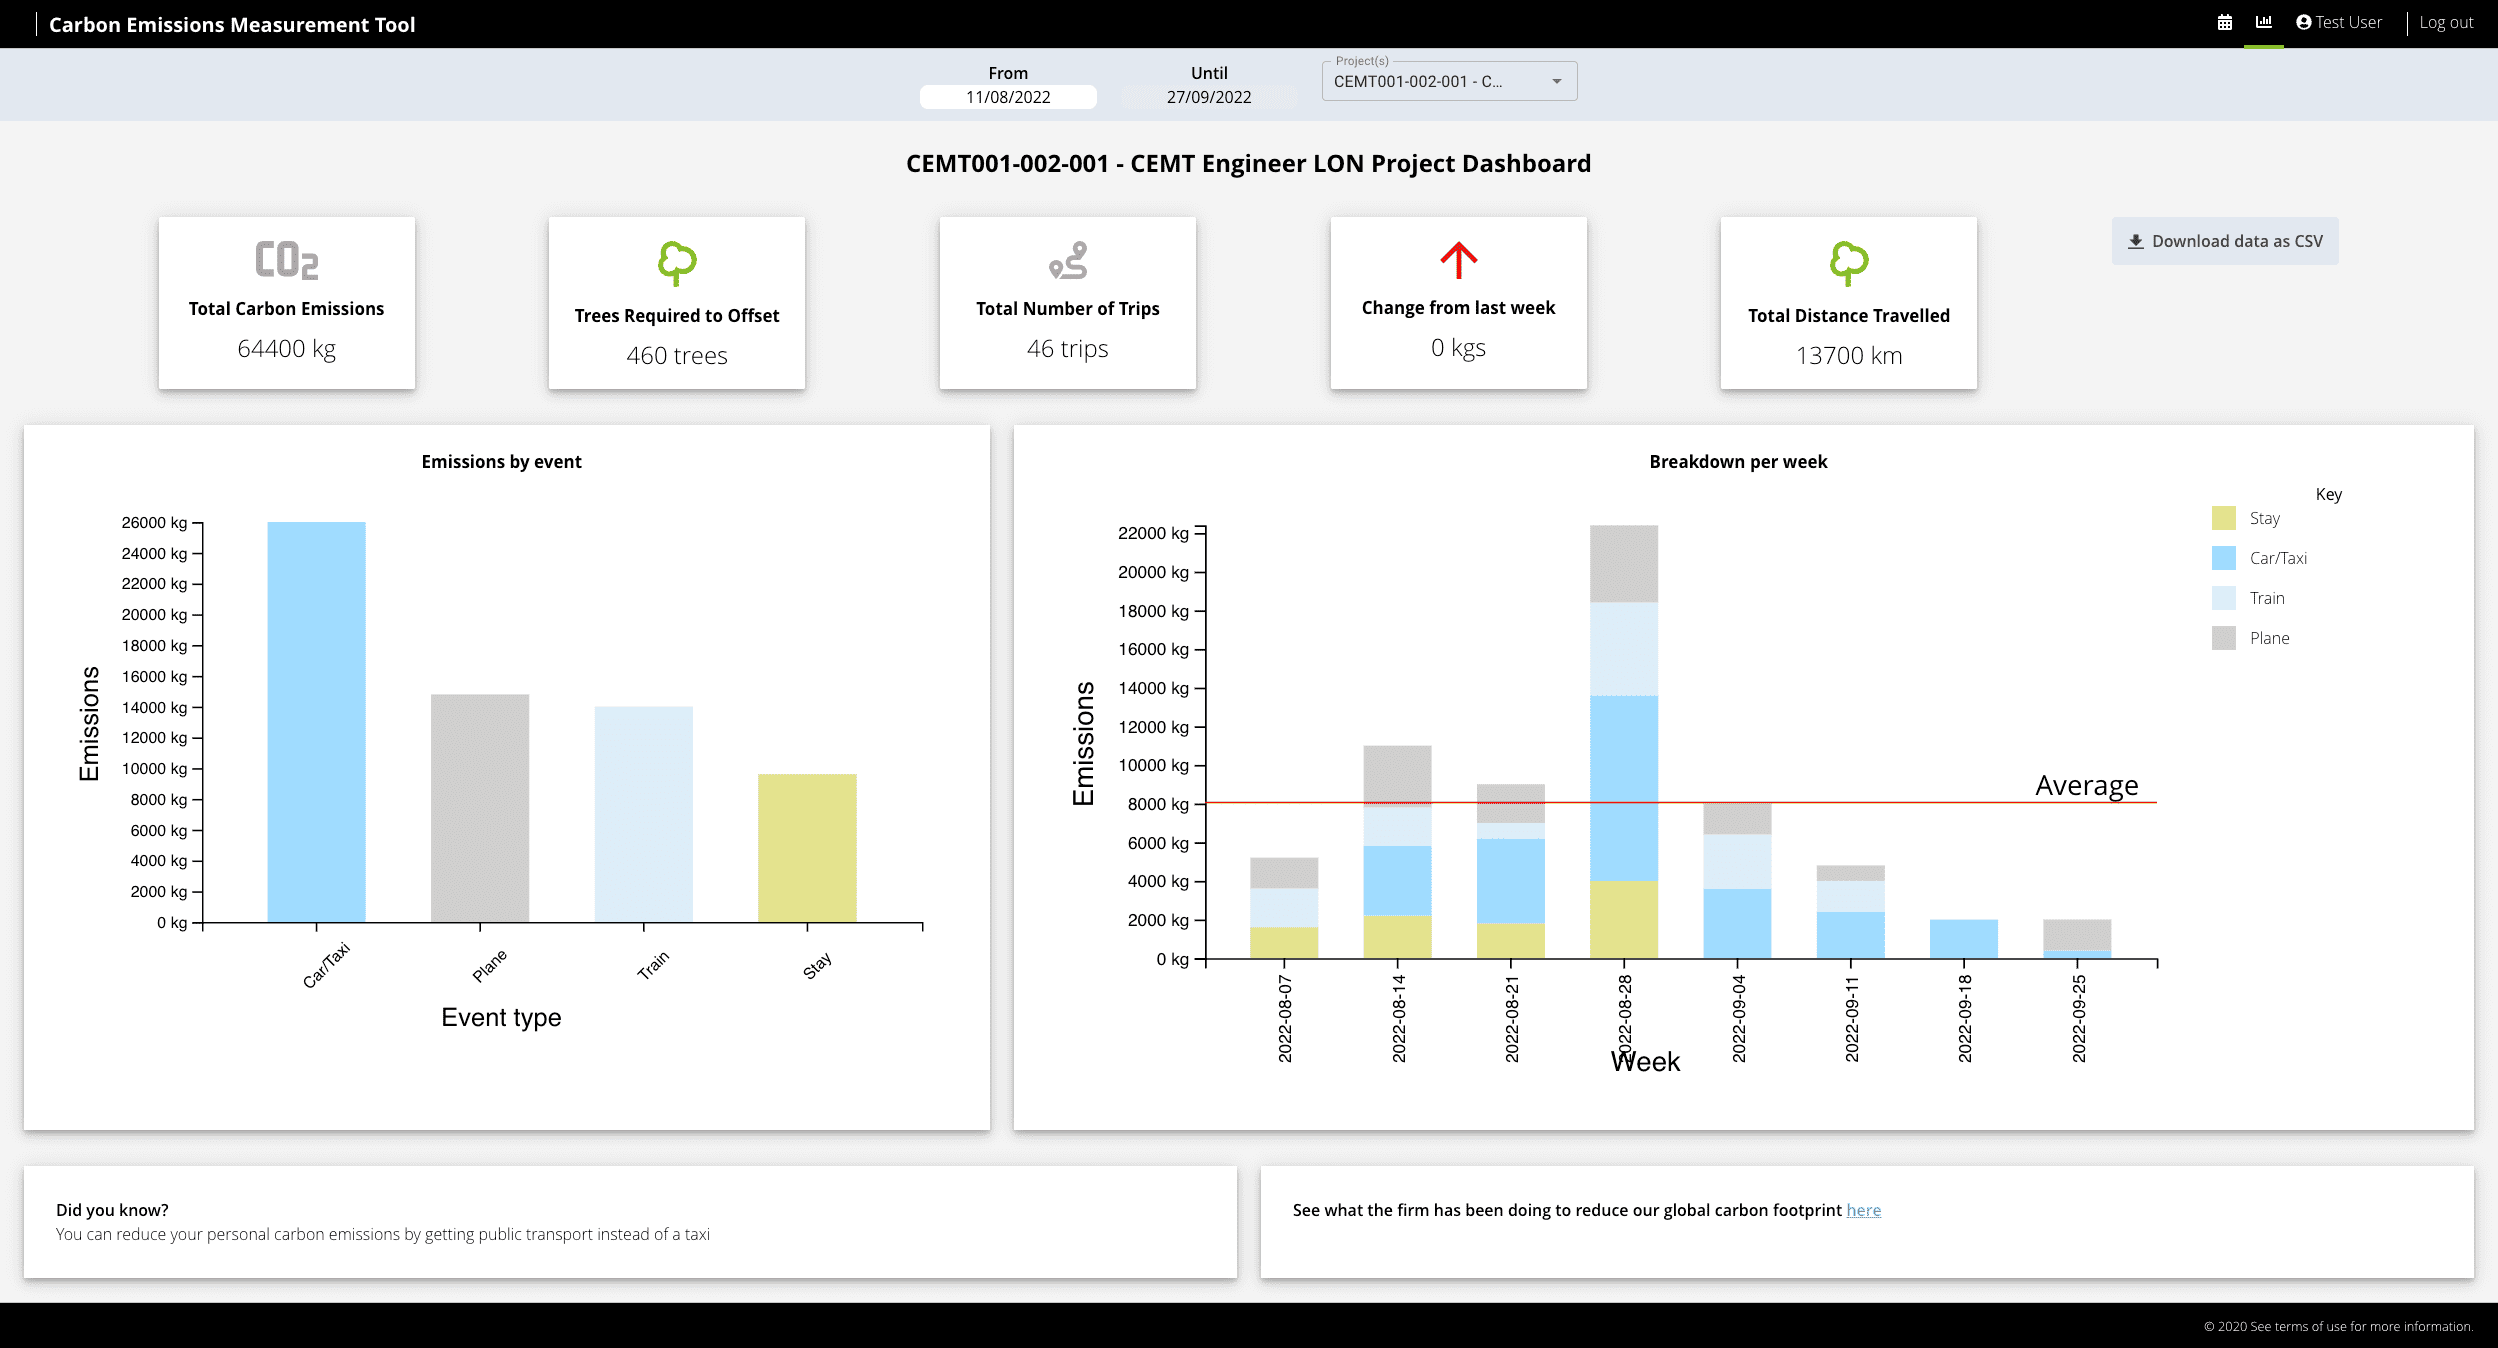 Carbon Emissions Measurement Tool
Test User
Log out
From
11/08/2022
Until
27/09/2022
Project(s)
CEMT001-002-001 - C...
CEMT001-002-001 - CEMT Engineer LON Project Dashboard
CO2
Total Carbon Emissions
64400 kg
Trees Required to Offset
460 trees
Total Number of Trips
46 trips
Change from last week
0 kgs
Total Distance Travelled
13700 km
Download data as CSV
Emissions by event
26000 kg
24000 kg
22000 kg
20000 kg
18000 kg
16000 kg
14000 kg
12000 kg
10000 kg
8000 kg
6000 kg
4000 kg
2000 kg
0 kg
Emissions
Car/Taxi
Plane
Train
Stay
Event type
Breakdown per week
22000 kg
20000 kg
18000 kg
16000 kg
14000 kg
12000 kg
10000 kg
8000 kg
6000 kg
4000 kg
2000 kg
0 kg
Emissions
Average
2022-08-07
2022-08-14
2022-08-21
2022-08-28
2022-09-04
2022-09-11
2022-09-18
2022-09-25
Week
Key
Stay
Car/Taxi
Train
Plane
Did you know?
You can reduce your personal carbon emissions by getting public transport instead of a taxi
See what the firm has been doing to reduce our global carbon footprint here
© 2020 See terms of use for more information.